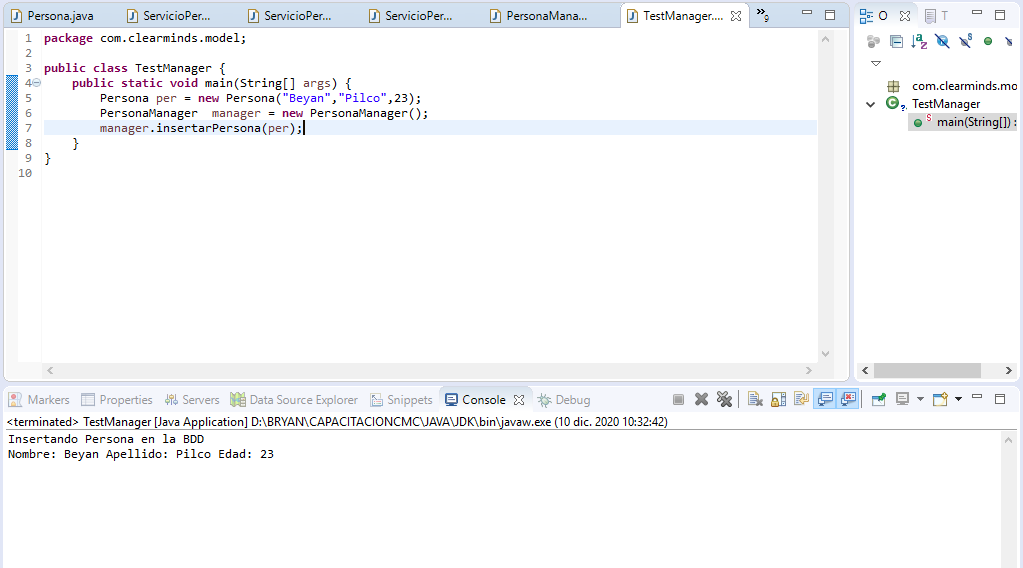 Persona.java ServicioPer... ServicioPer... ServicioPer... PersonaMana... TestManager.... »9 O T
1 package com.clearminds.model;
2
3 public class TestManager {
4 public static void main(String[] args) {
5 Persona per = new Persona("Beyan","Pilco",23);
6 PersonaManager manager = new PersonaManager();
7 manager.insertarPersona(per);
8 }
9 }
10
com.clearminds.mo
TestManager
main(String[]) :
Markers Properties Servers Data Source Explorer Snippets Console Debug
<terminated> TestManager [Java Application] D:\BRYAN\CAPACITACIONCMC\JAVA\JDK\bin\javaw.exe (10 dic. 2020 10:32:42)
Insertando Persona en la BDD
Nombre: Beyan Apellido: Pilco Edad: 23